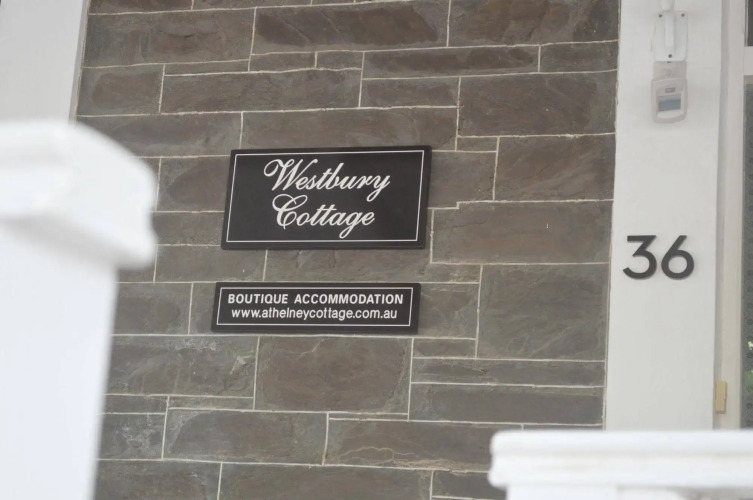 Westbury
Cottage
36
BOUTIQUE ACCOMMODATION
www.athelneycottage.com.au